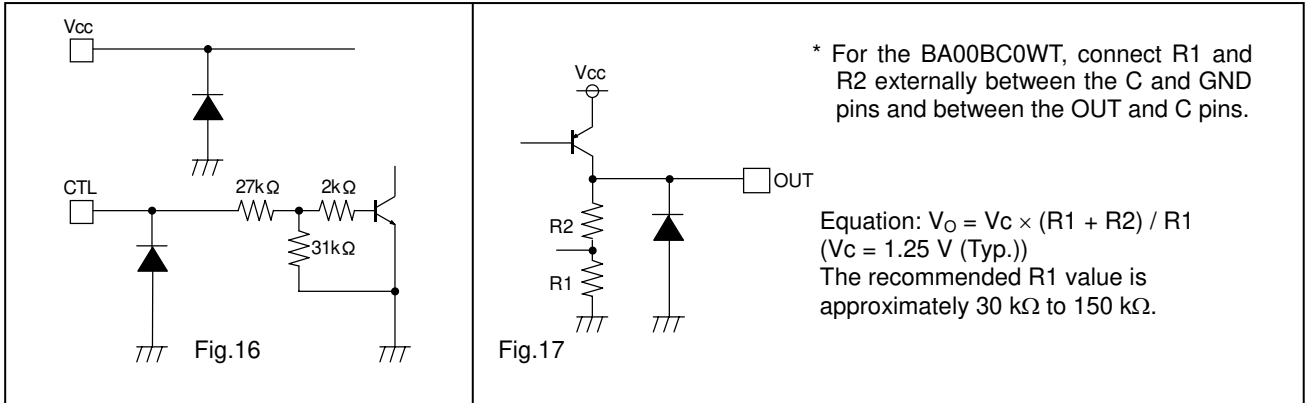 Vcc
CTL
27kΩ
2kΩ
31kΩ
Fig.16
Vcc
OUT
R2
R1
Fig.17
* For the BA00BC0WT, connect R1 and
R2 externally between the C and GND
pins and between the OUT and C pins.
Equation: VO = Vc × (R1 + R2) / R1
(Vc = 1.25 V (Typ.))
The recommended R1 value is
approximately 30 kΩ to 150 kΩ.